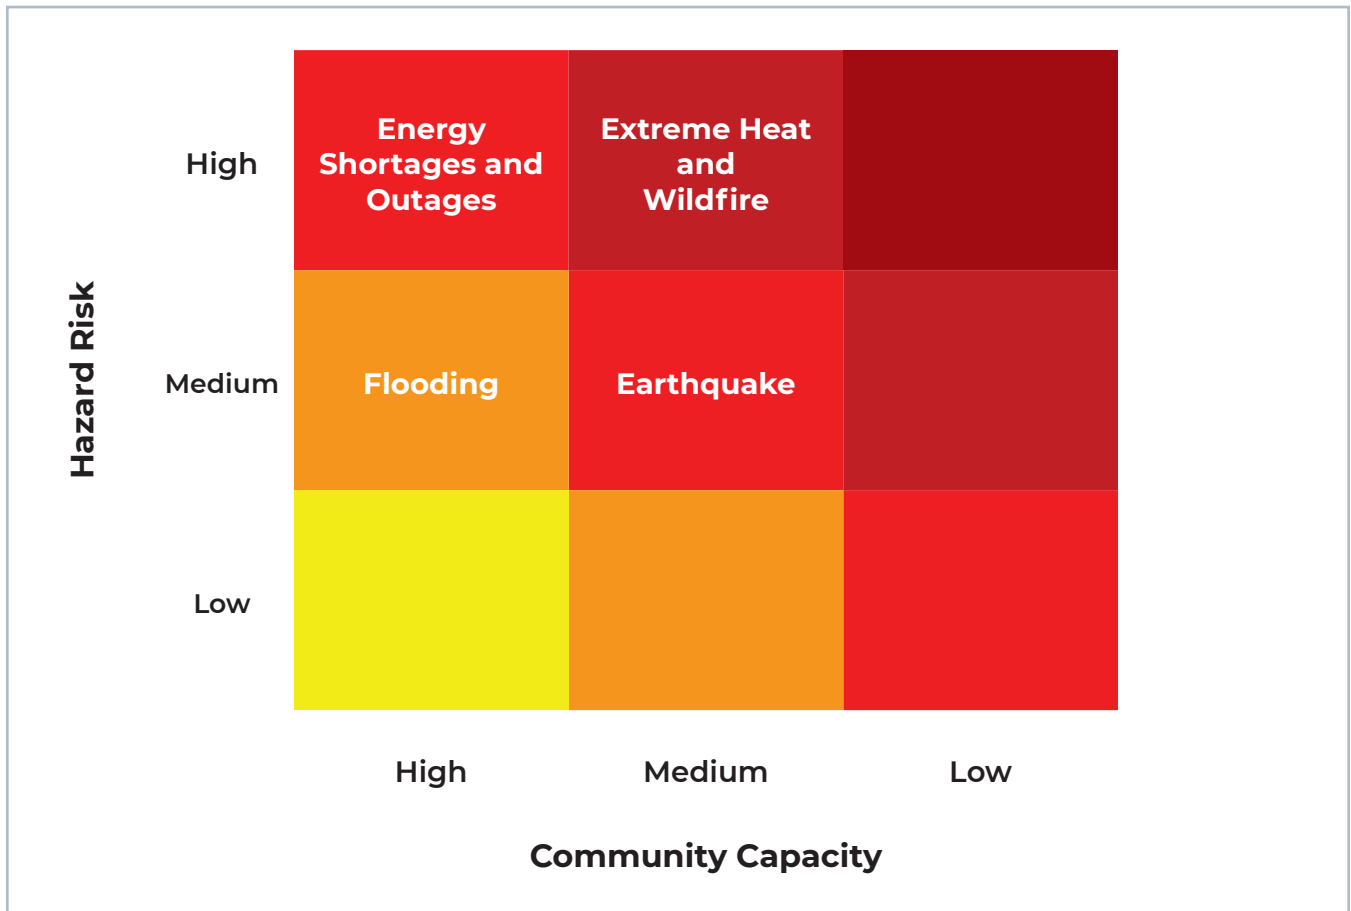 Energy
Shortages and
Outages
Extreme Heat
and
Wildfire
High
Hazard Risk
Medium
Flooding
Earthquake
Low
High
Medium
Low
Community Capacity